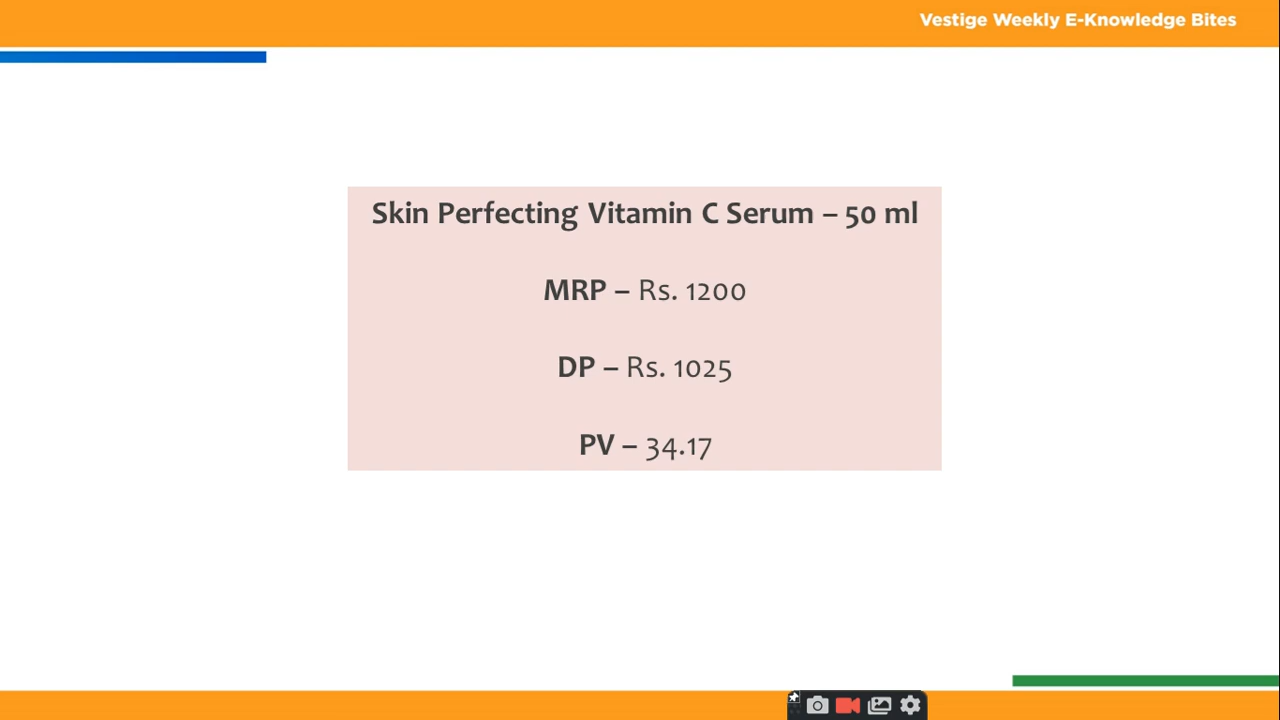 Vestige Weekly E-Knowledge Bites
Skin Perfecting Vitamin C Serum – 50 ml
MRP – Rs. 1200
DP – Rs. 1025
PV – 34.17